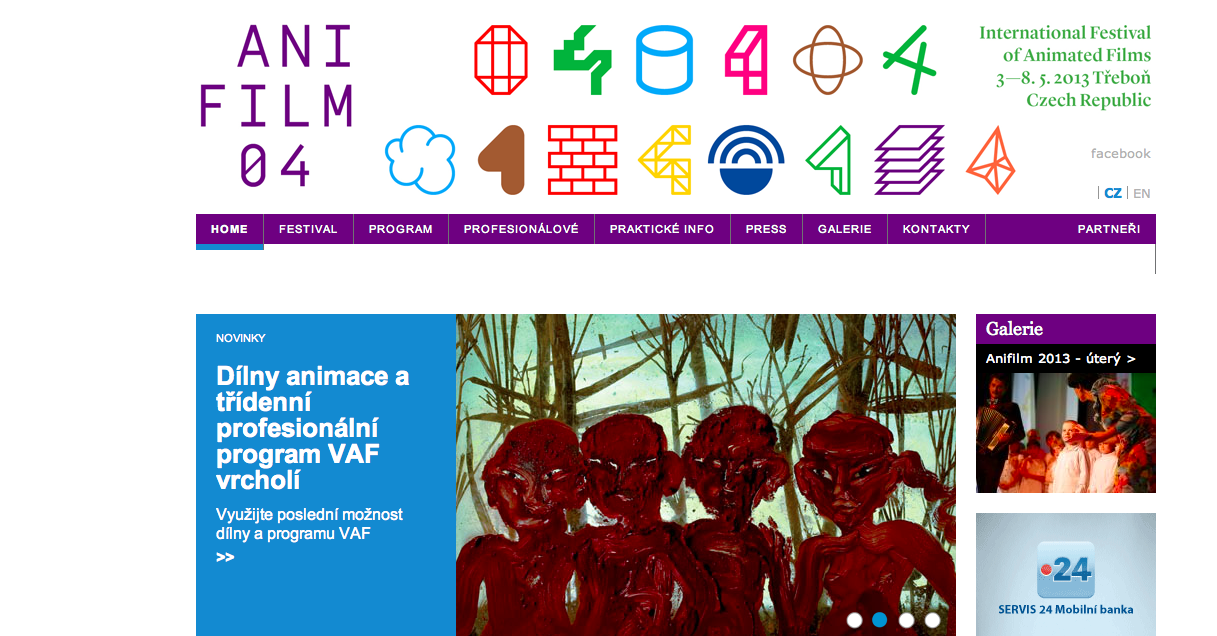 ANI
FILM
04
International Festival
of Animated Films
3—8. 5. 2013 Třeboň
Czech Republic
facebook
| CZ | EN
HOME
FESTIVAL
PROGRAM
PROFESIONÁLOVÉ
PRAKTICKÉ INFO
PRESS
GALERIE
KONTAKTY
PARTNEŘI
NOVINKY
Dílny animace a
třídenní
profesionální
program VAF
vrcholí
Využijte poslední možnost
dílny a programu VAF
>>
Galerie
Anifilm 2013 - úterý >
24
SERVIS 24 Mobilní banka